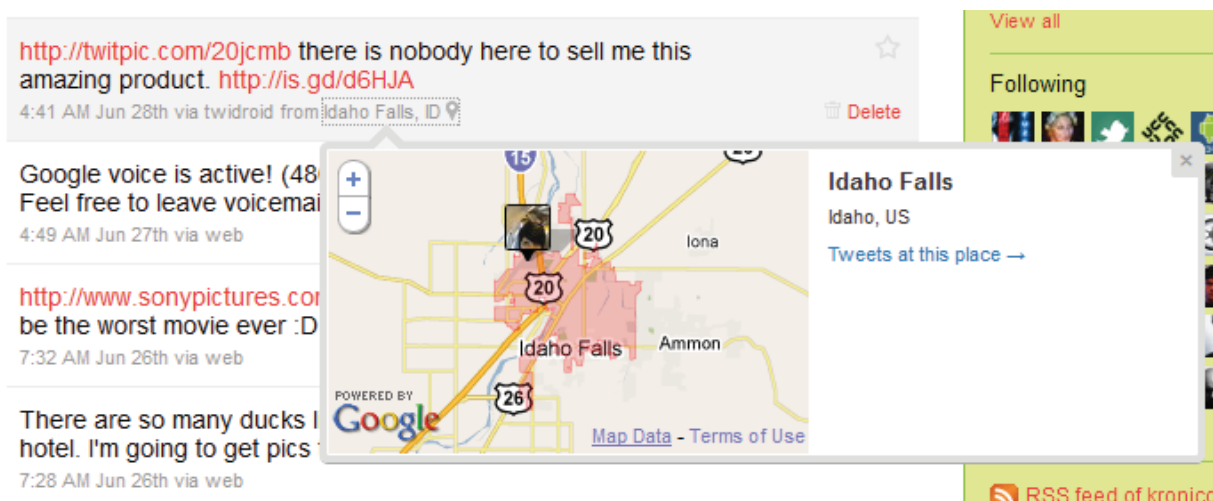 http://twitpic.com/20jcmb there is nobody here to sell me this
amazing product. http://is.gd/d6HJA
4:41 AM Jun 28th via twidroid from Idaho Falls, ID
Delete
Google voice is active! (48
Feel free to leave voicemai
4:49 AM Jun 27th via web
http://www.sonypictures.cor
be the worst movie ever :D
7:32 AM Jun 26th via web
There are so many ducks l
hotel. I'm going to get pics
7:28 AM Jun 26th via web
+
−
15
20
Iona
20
Idaho Falls
Ammon
26
POWERED BY
Google
Map Data - Terms of Use
Idaho Falls
Idaho, US
Tweets at this place →
×
View all
Following
RSS feed of kronic